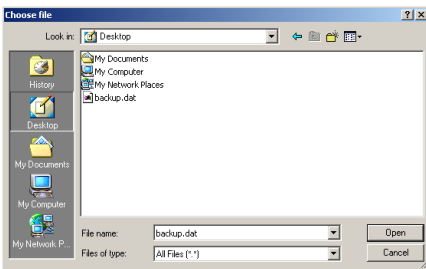 Choose file
Look in: Desktop
History
Desktop
My Documents
My Computer
My Network P...
My Documents
My Computer
My Network Places
backup.dat
File name: backup.dat Open
Files of type: All Files (*.*) Cancel